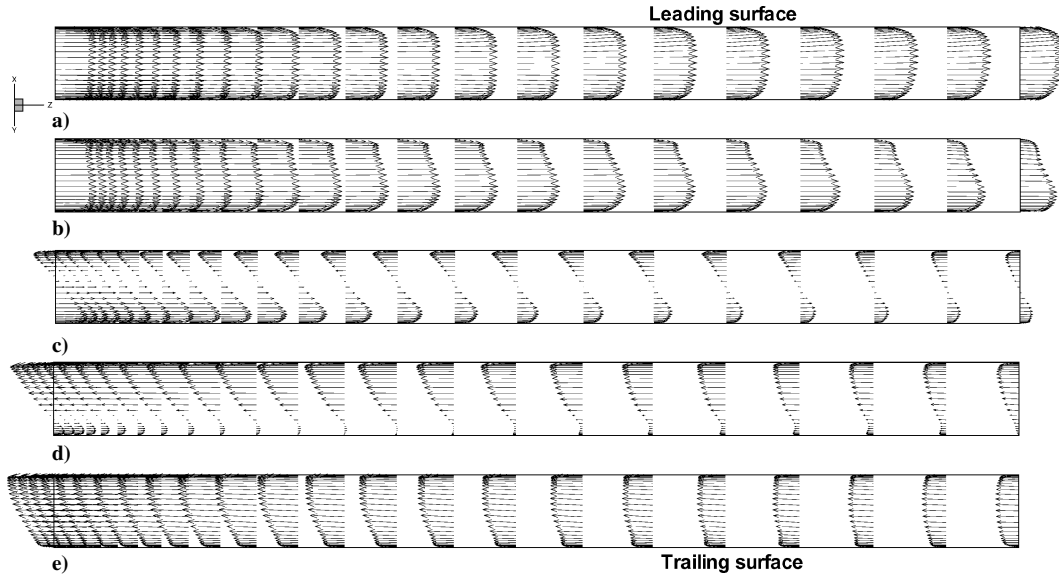 Leading surface
X
Z
Y
a)
b)
c)
d)
e)
Trailing surface